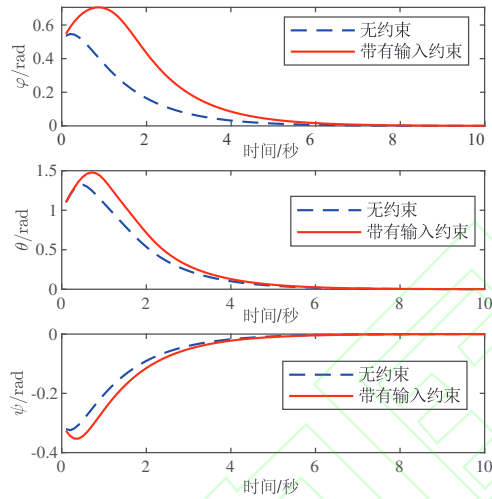 0.6
0.4
0.2
0
φ/rad
无约束
带有输入约束
0 2 4 6 8 10
时间/秒
1.5
1
0.5
0
θ/rad
无约束
带有输入约束
0 2 4 6 8 10
时间/秒
0
-0.2
-0.4
ψ/rad
无约束
带有输入约束
0 2 4 6 8 10
时间/秒